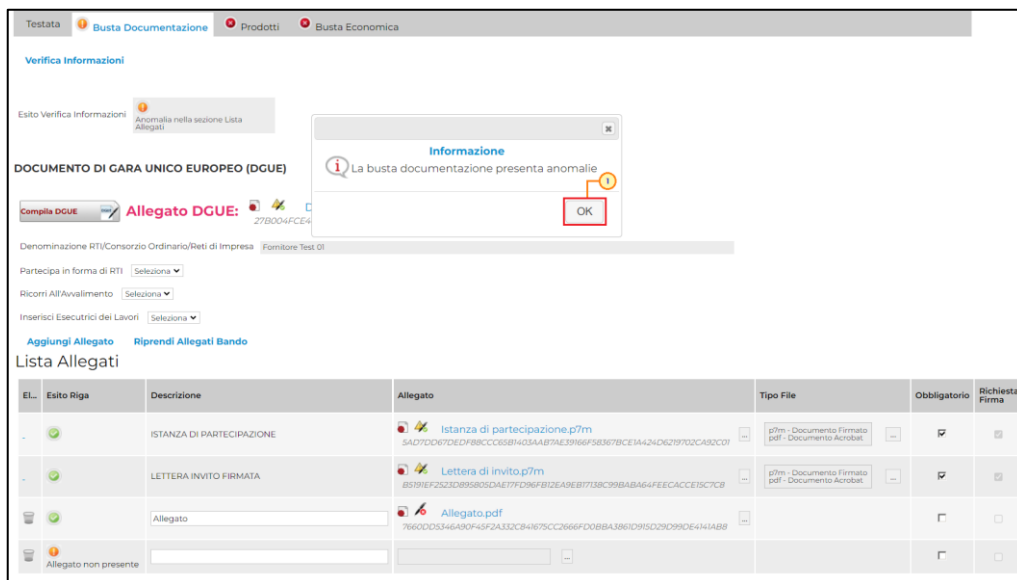 Testata Busta Documentazione Prodotti Busta Economica
Verifica Informazioni
Esito Verifica Informazioni
Anomalia nella sezione Lista
Allegati
Informazione
La busta documentazione presenta anomalie
1
OK
DOCUMENTO DI GARA UNICO EUROPEO (DGUE)
Compila DGUE Allegato DGUE:
27B004FCE4
Denominazione RTI/Consorzio Ordinario/Reti di Impresa Fornitore Test 01
Partecipa in forma di RTI Seleziona
Ricorri All'Avvalimento Seleziona
Inserisci Esecutrici dei Lavori Seleziona
Aggiungi Allegato Riprendi Allegati Bando
Lista Allegati
El... Esito Riga Descrizione Allegato Tipo File Obbligatorio Richiesta
Firma
ISTANZA DI PARTECIPAZIONE Istanza di partecipazione.p7m
5AD7DD67DEDF88CCC65B1403AAB7AE39166F58367BCE1A424D6219702CA92C01 ...
p7m - Documento Firmato
pdf - Documento Acrobat ...
LETTERA INVITO FIRMATA Lettera di invito.p7m
B5191EF2523D895805DAE17FD96FB12EA9EB17138C99BABA64FEECACCE15C7CB ...
p7m - Documento Firmato
pdf - Documento Acrobat ...
Allegato Allegato.pdf
7660DD5346A90F45F2A332C841675CC2666FD0BBA3861D915D29D99DE4141AB8 ...
Allegato non presente ...